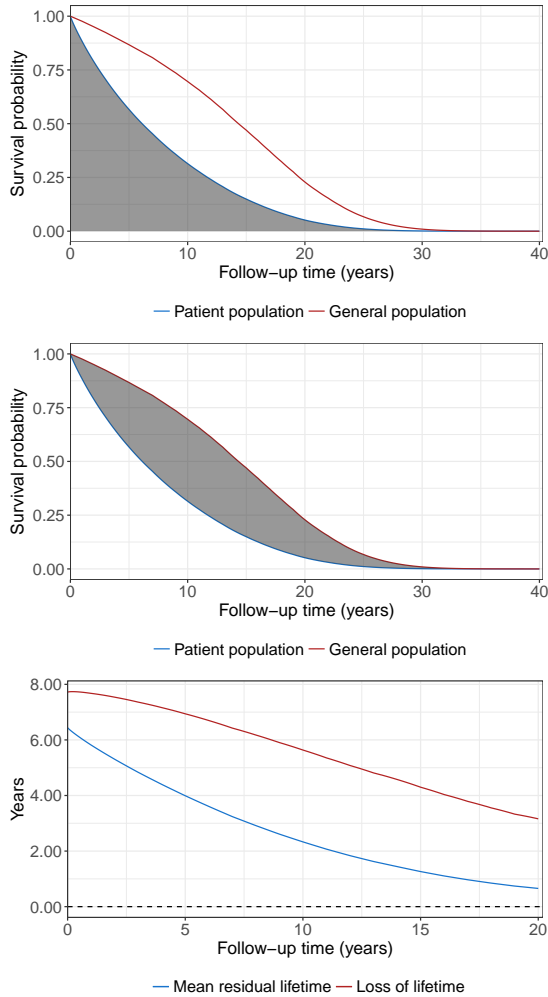 1.00
0.75
0.50
0.25
0.00
Survival probability
0 10 20 30 40
Follow−up time (years)
Patient population General population
1.00
0.75
0.50
0.25
0.00
Survival probability
0 10 20 30 40
Follow−up time (years)
Patient population General population
8.00
6.00
4.00
2.00
0.00
Years
0 5 10 15 20
Follow−up time (years)
Mean residual lifetime Loss of lifetime